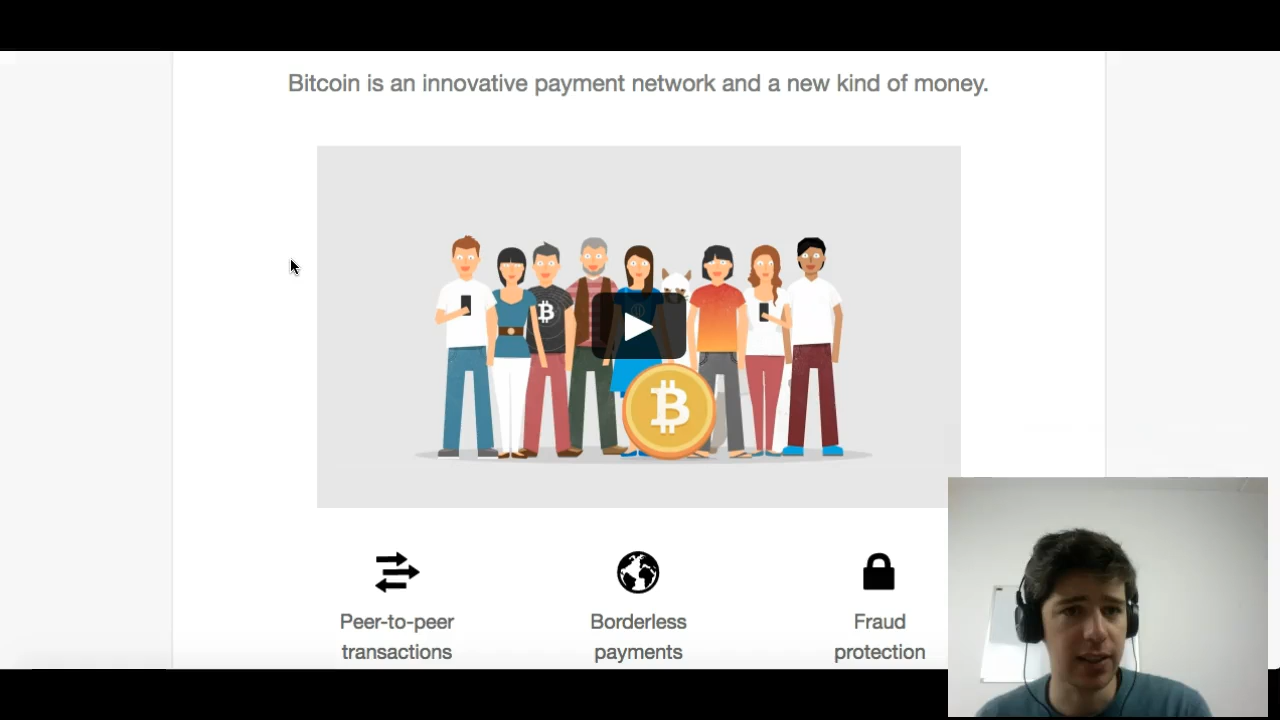 Bitcoin is an innovative payment network and a new kind of money.
Peer-to-peer
transactions
Borderless
payments
Fraud
protection